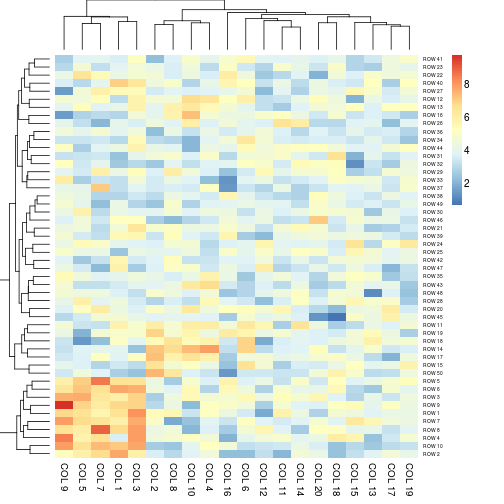 ROW 41
ROW 23
ROW 22
ROW 40
ROW 27
ROW 12
ROW 13
ROW 16
ROW 26
ROW 36
ROW 34
ROW 44
ROW 31
ROW 32
ROW 29
ROW 33
ROW 37
ROW 38
ROW 49
ROW 30
ROW 46
ROW 21
ROW 39
ROW 24
ROW 25
ROW 42
ROW 47
ROW 35
ROW 43
ROW 48
ROW 28
ROW 20
ROW 45
ROW 11
ROW 19
ROW 18
ROW 14
ROW 17
ROW 15
ROW 50
ROW 5
ROW 6
ROW 3
ROW 9
ROW 1
ROW 7
ROW 8
ROW 4
ROW 10
ROW 2
8
6
4
2
COL 9
COL 5
COL 7
COL 1
COL 3
COL 2
COL 8
COL 10
COL 4
COL 16
COL 6
COL 12
COL 11
COL 14
COL 20
COL 18
COL 15
COL 13
COL 17
COL 19